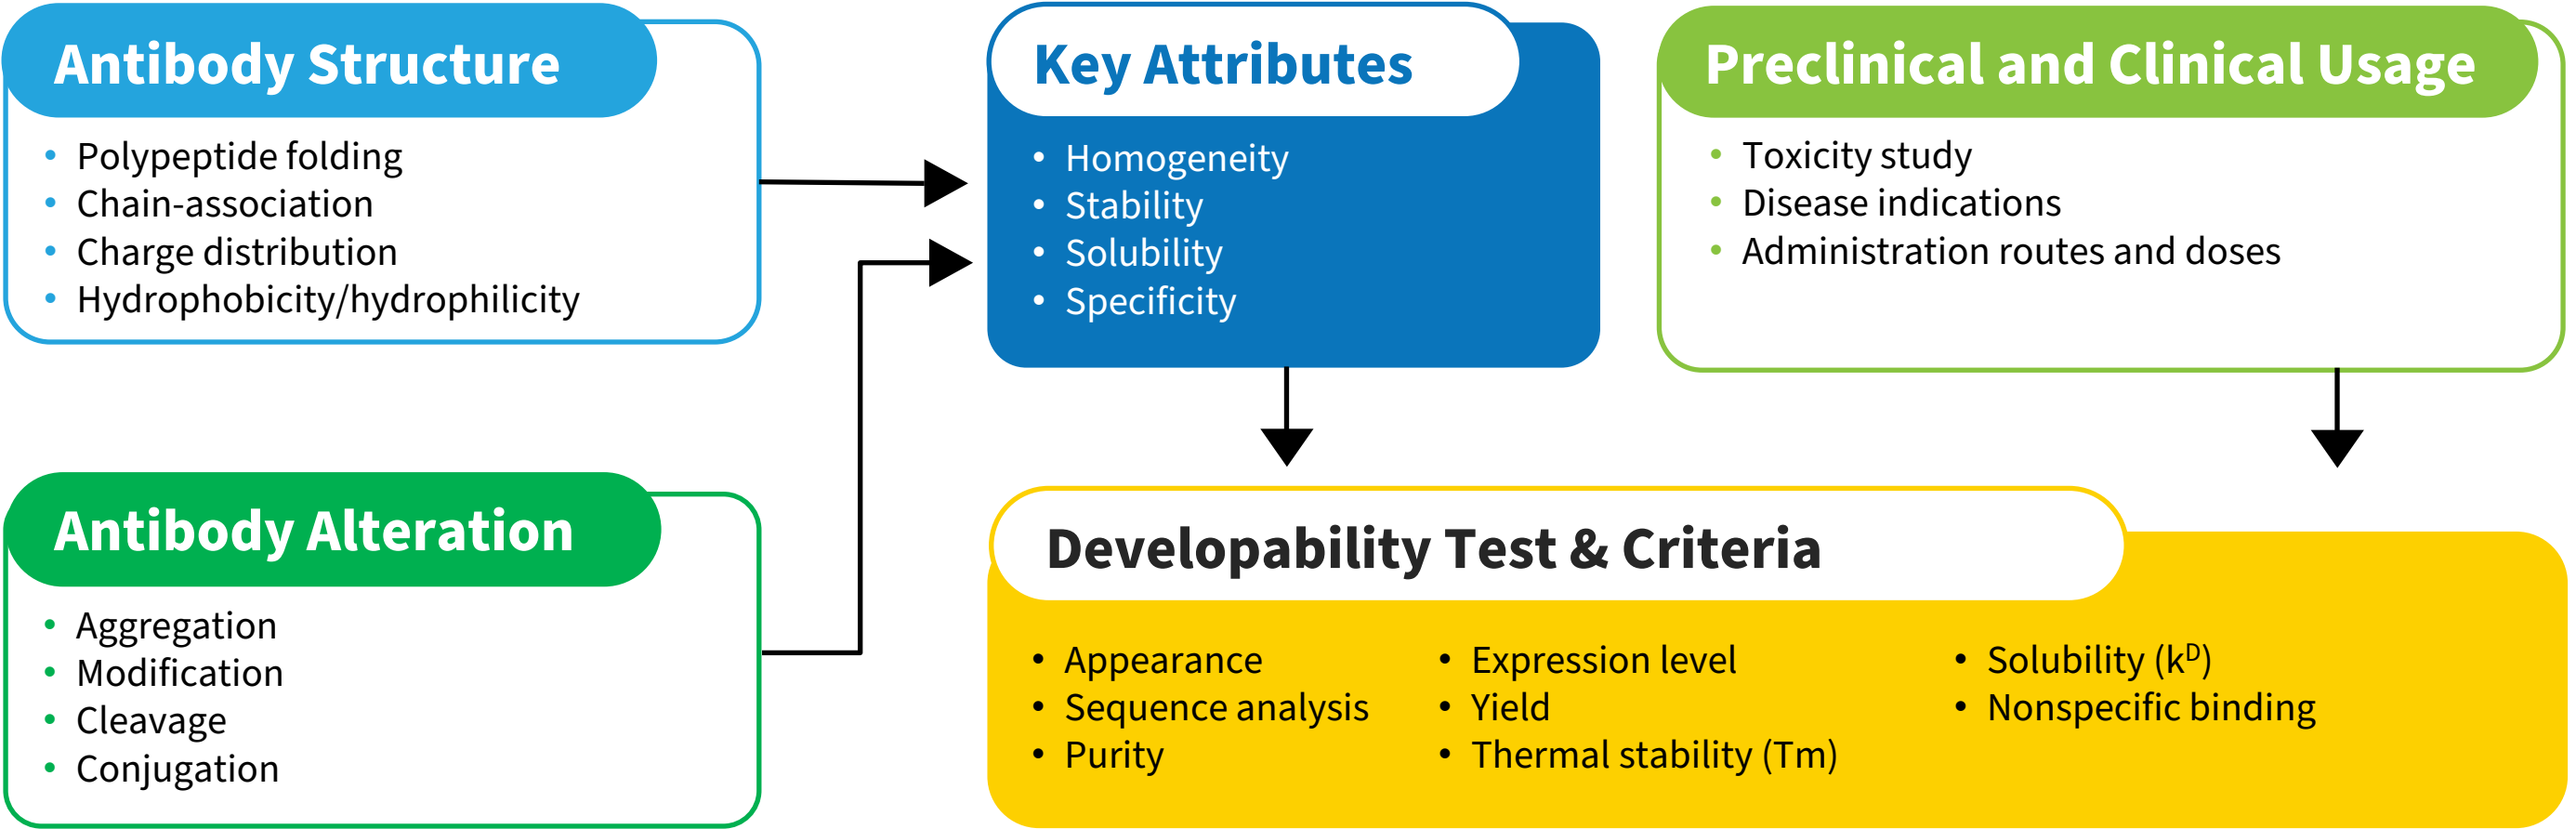 Antibody Structure
• Polypeptide folding
• Chain-association
• Charge distribution
• Hydrophobicity/hydrophilicity
Key Attributes
• Homogeneity
• Stability
• Solubility
• Specificity
Preclinical and Clinical Usage
• Toxicity study
• Disease indications
• Administration routes and doses
Antibody Alteration
• Aggregation
• Modification
• Cleavage
• Conjugation
Developability Test & Criteria
• Appearance
• Sequence analysis
• Purity
• Expression level
• Yield
• Thermal stability (Tm)
• Solubility (kᴰ)
• Nonspecific binding